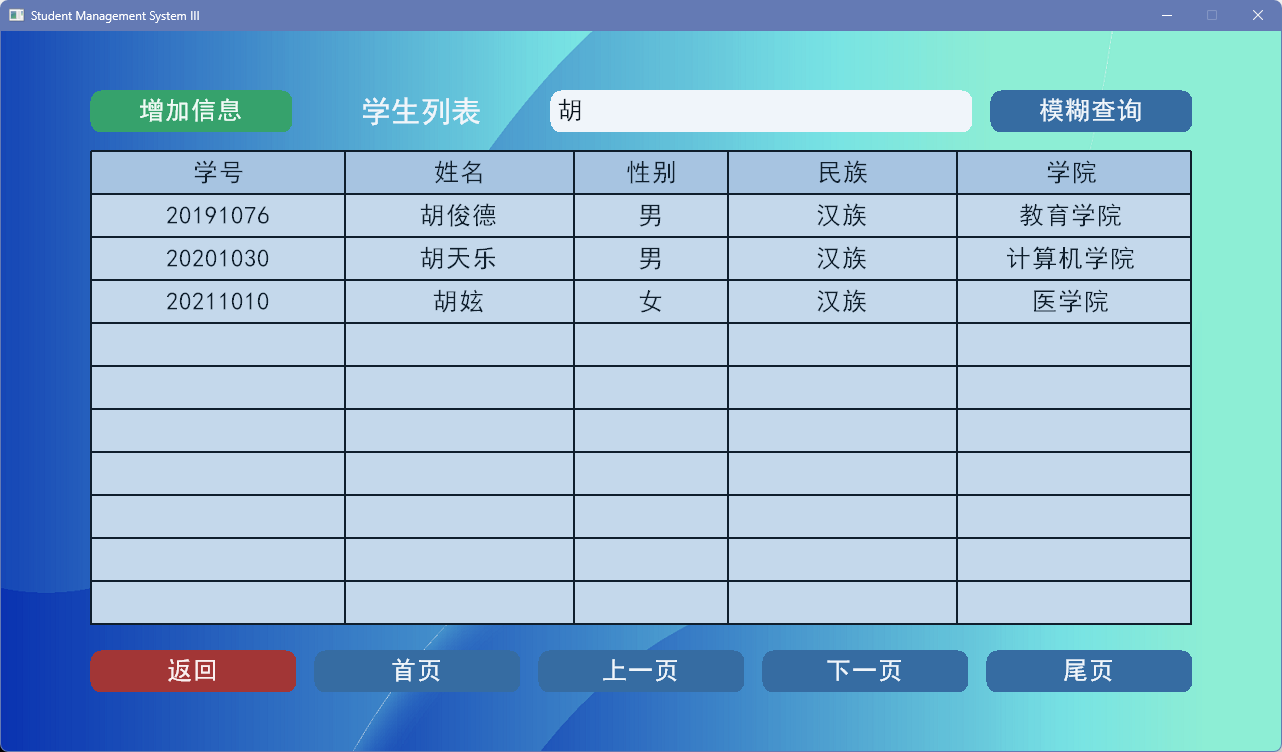 Student Management System III
增加信息 学生列表 胡 模糊查询
学号 姓名 性别 民族 学院
20191076 胡俊德 男 汉族 教育学院
20201030 胡天乐 男 汉族 计算机学院
20211010 胡妶 女 汉族 医学院
返回 首页 上一页 下一页 尾页